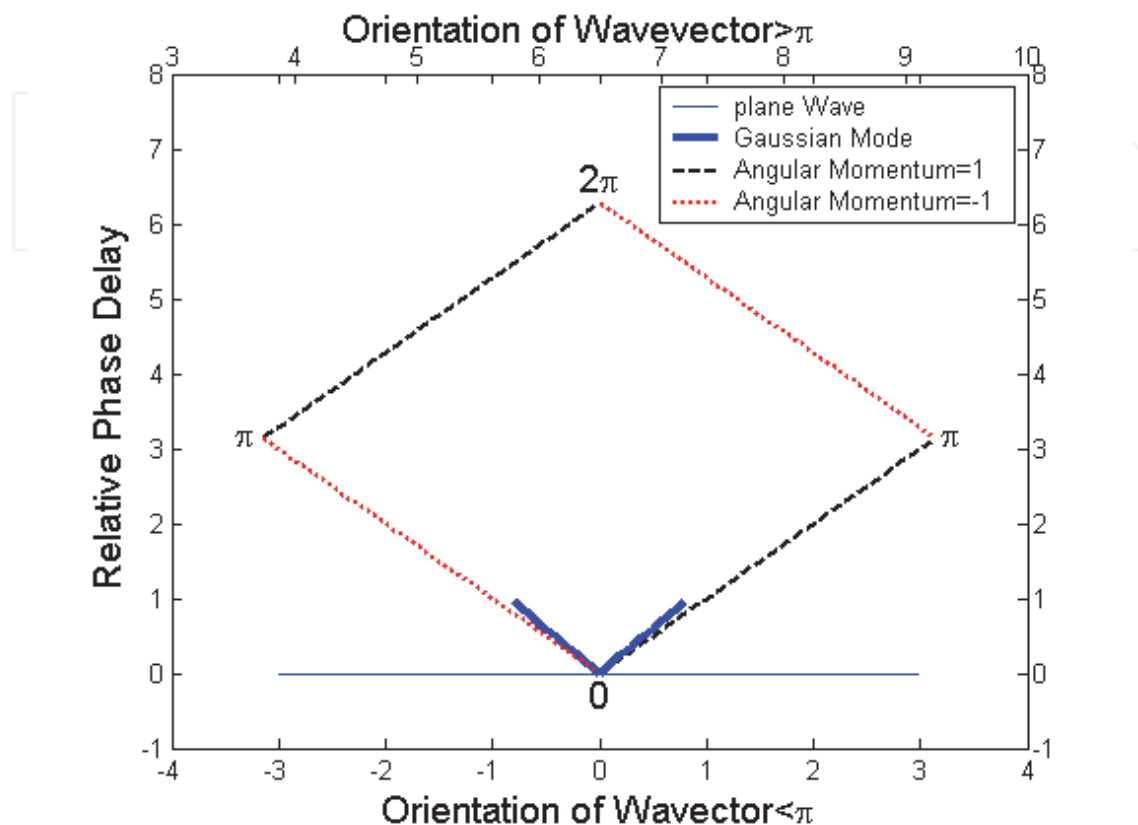 Orientation of Wavevector>π
3 4 5 6 7 8 9 10
plane Wave
Gaussian Mode
Angular Momentum=1
Angular Momentum=-1
Relative Phase Delay
8 8
7 7
6 6
5 5
4 4
3 3
2 2
1 1
0 0
-1 -1
2π
π π
0
-4 -3 -2 -1 0 1 2 3 4
Orientation of Wavector<π